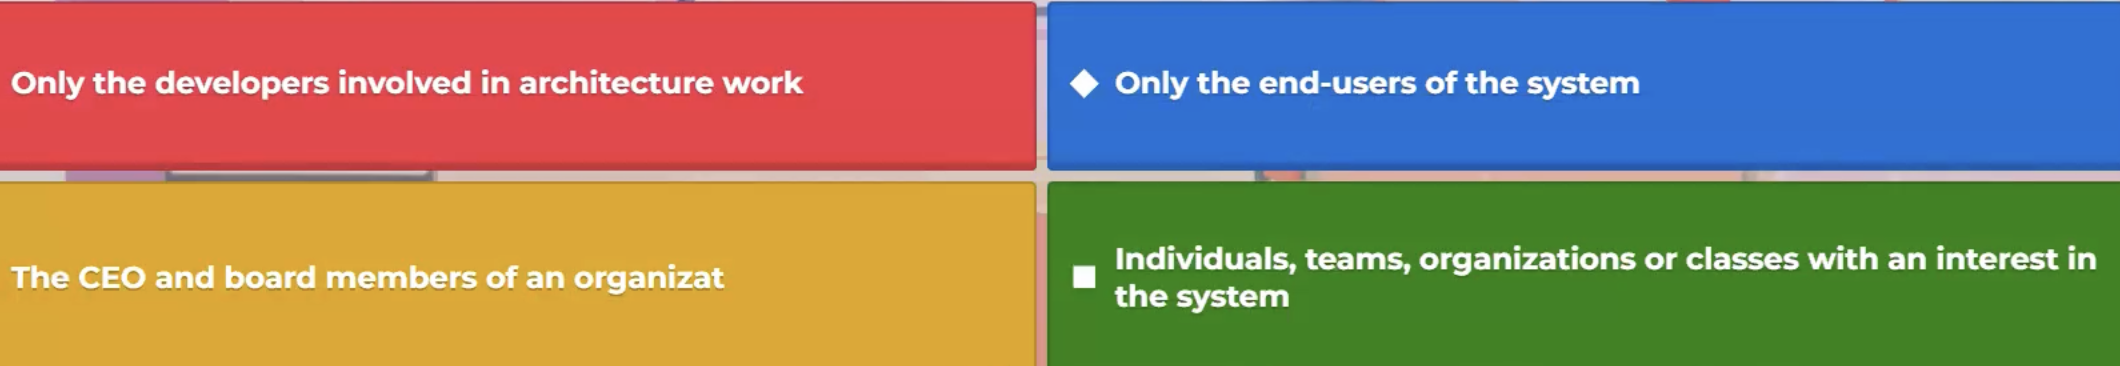 Only the developers involved in architecture work
Only the end-users of the system
The CEO and board members of an organizat
Individuals, teams, organizations or classes with an interest in
the system